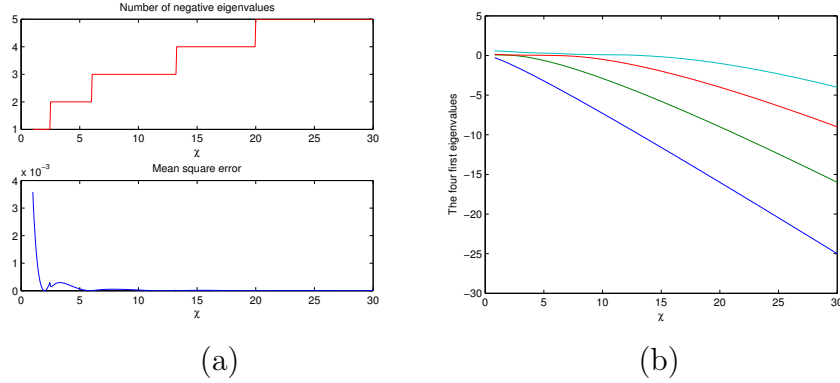 Number of negative eigenvalues
5
4
3
2
1
0 5 10 15 20 25 30
χ
Mean square error
x 10⁻³
4
3
2
1
0
0 5 10 15 20 25 30
χ
(a)
The four first eigenvalues
5
0
−5
−10
−15
−20
−25
−30
0 5 10 15 20 25 30
χ
(b)